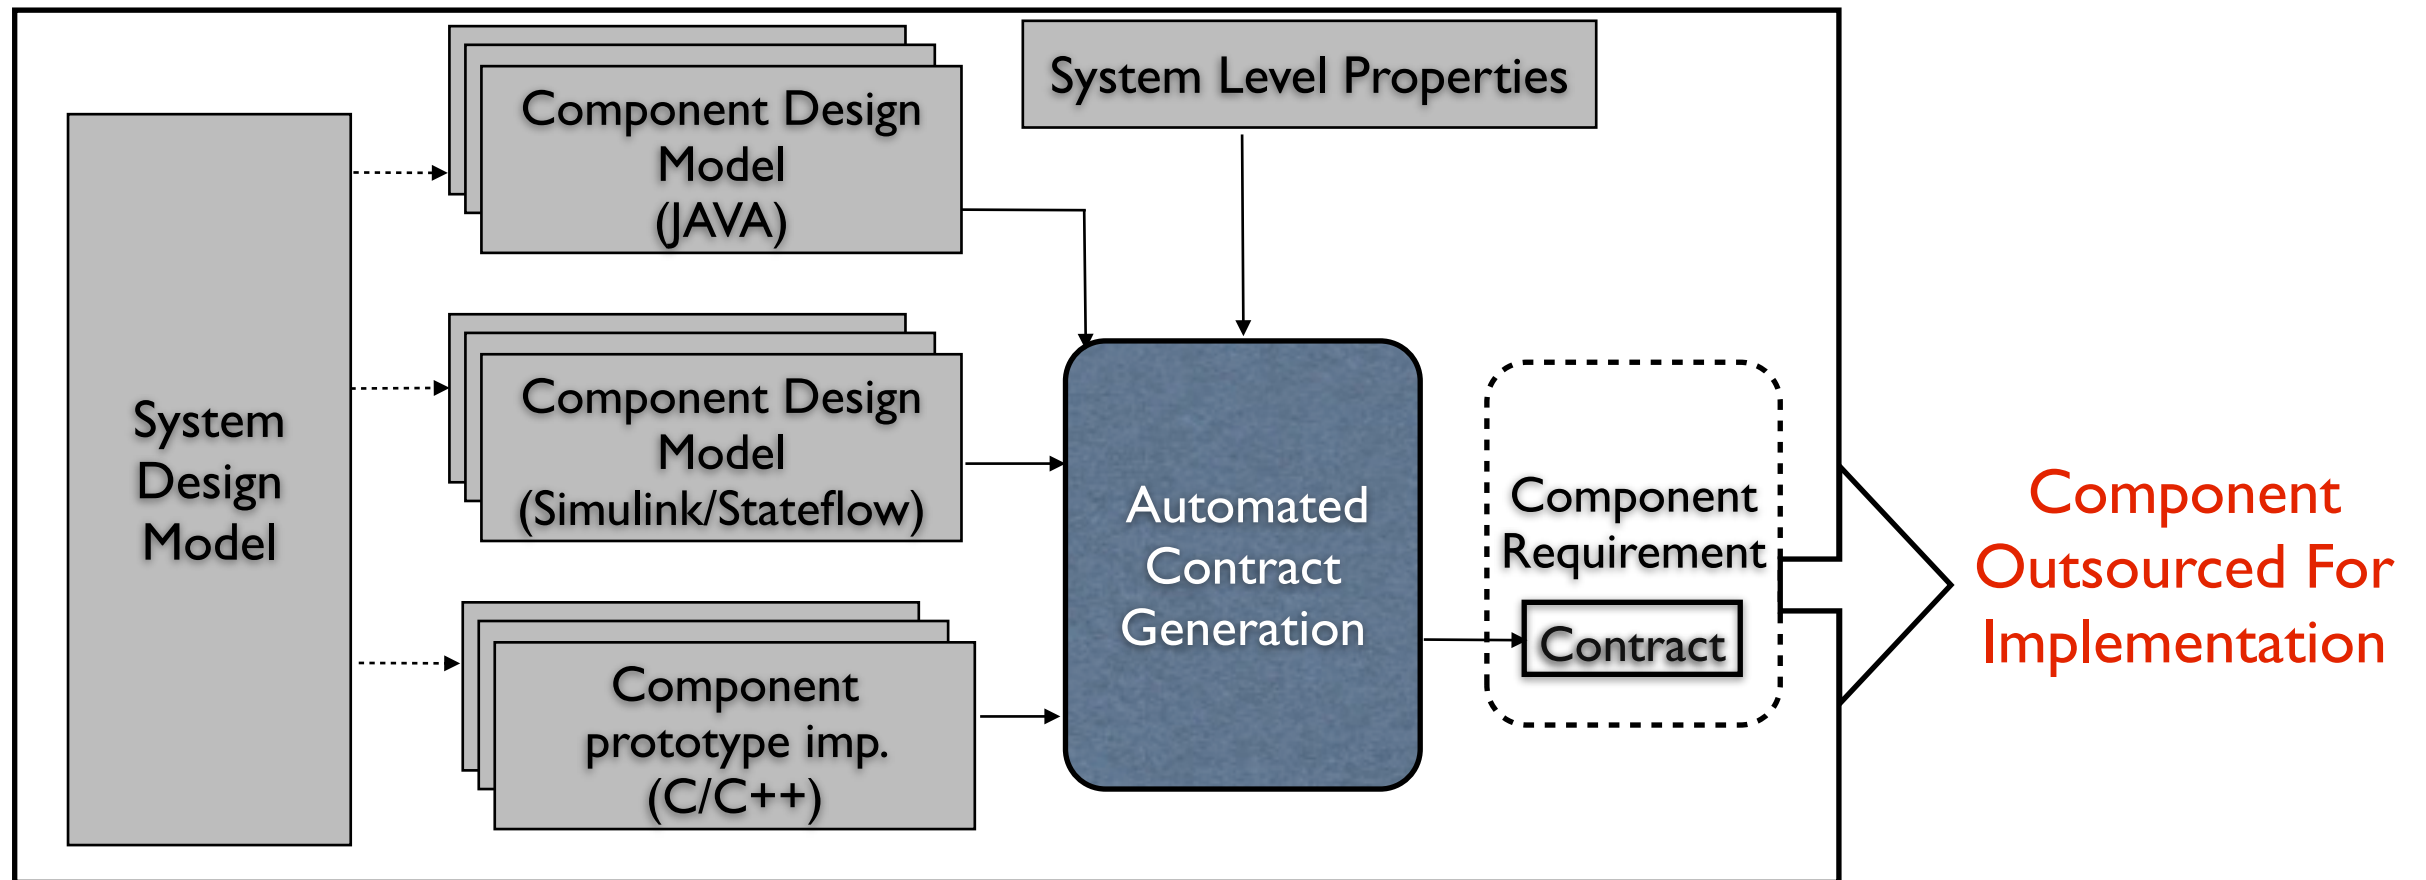 System
Design
Model
Component Design
Model
(JAVA)
Component Design
Model
(Simulink/Stateflow)
Component
prototype imp.
(C/C++)
System Level Properties
Automated
Contract
Generation
Component
Requirement
Contract
Component
Outsourced For
Implementation